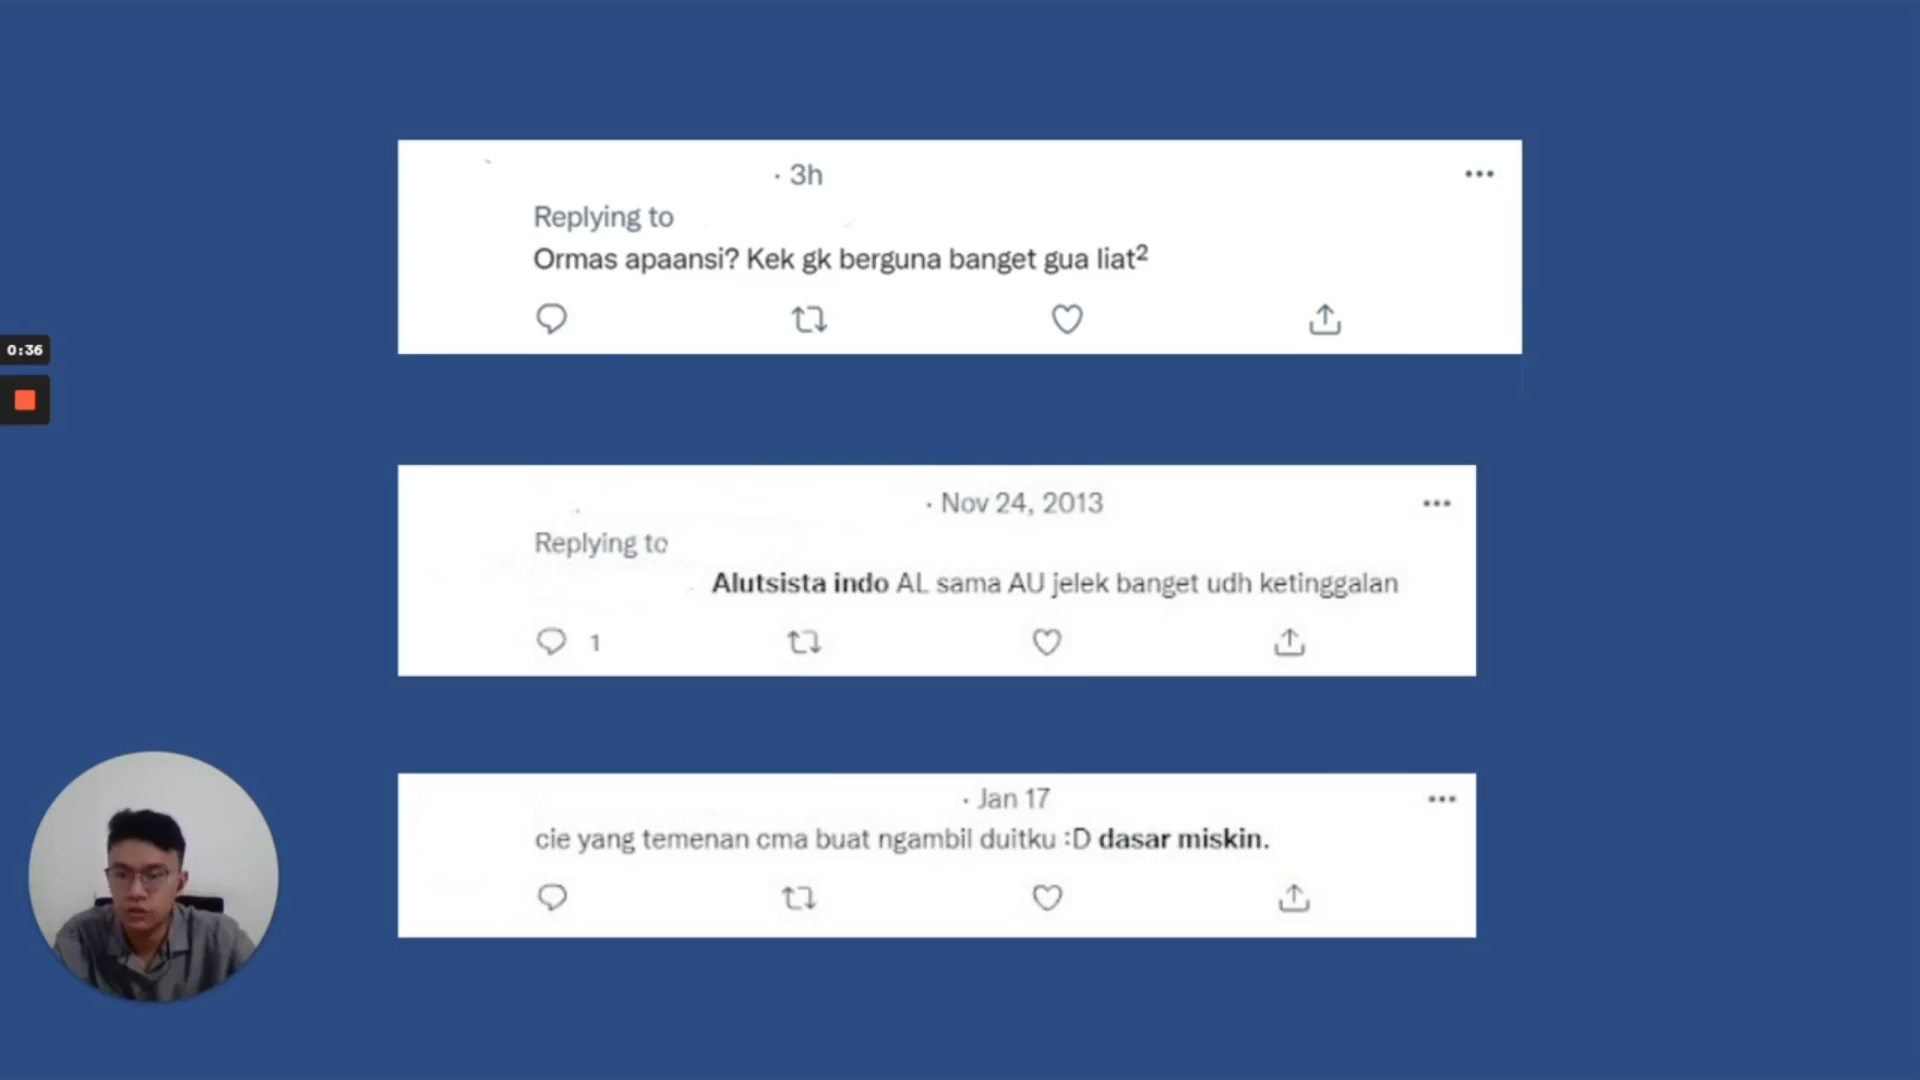 · 3h
Replying to
Ormas apaansi? Kek gk berguna banget gua liat²
0:36
· Nov 24, 2013
Replying to
Alutsista indo AL sama AU jelek banget udh ketinggalan
1
· Jan 17
cie yang temenan cma buat ngambil duitku :D dasar miskin.